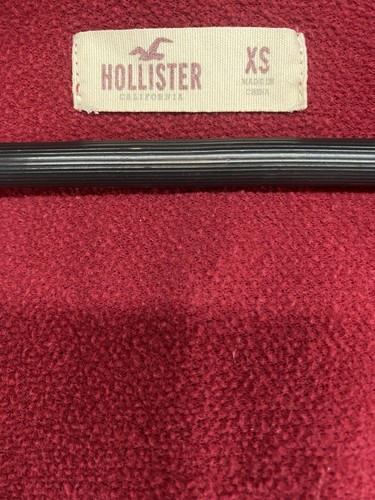 HOLLISTER
CALIFORNIA
XS
MADE IN
CHINA